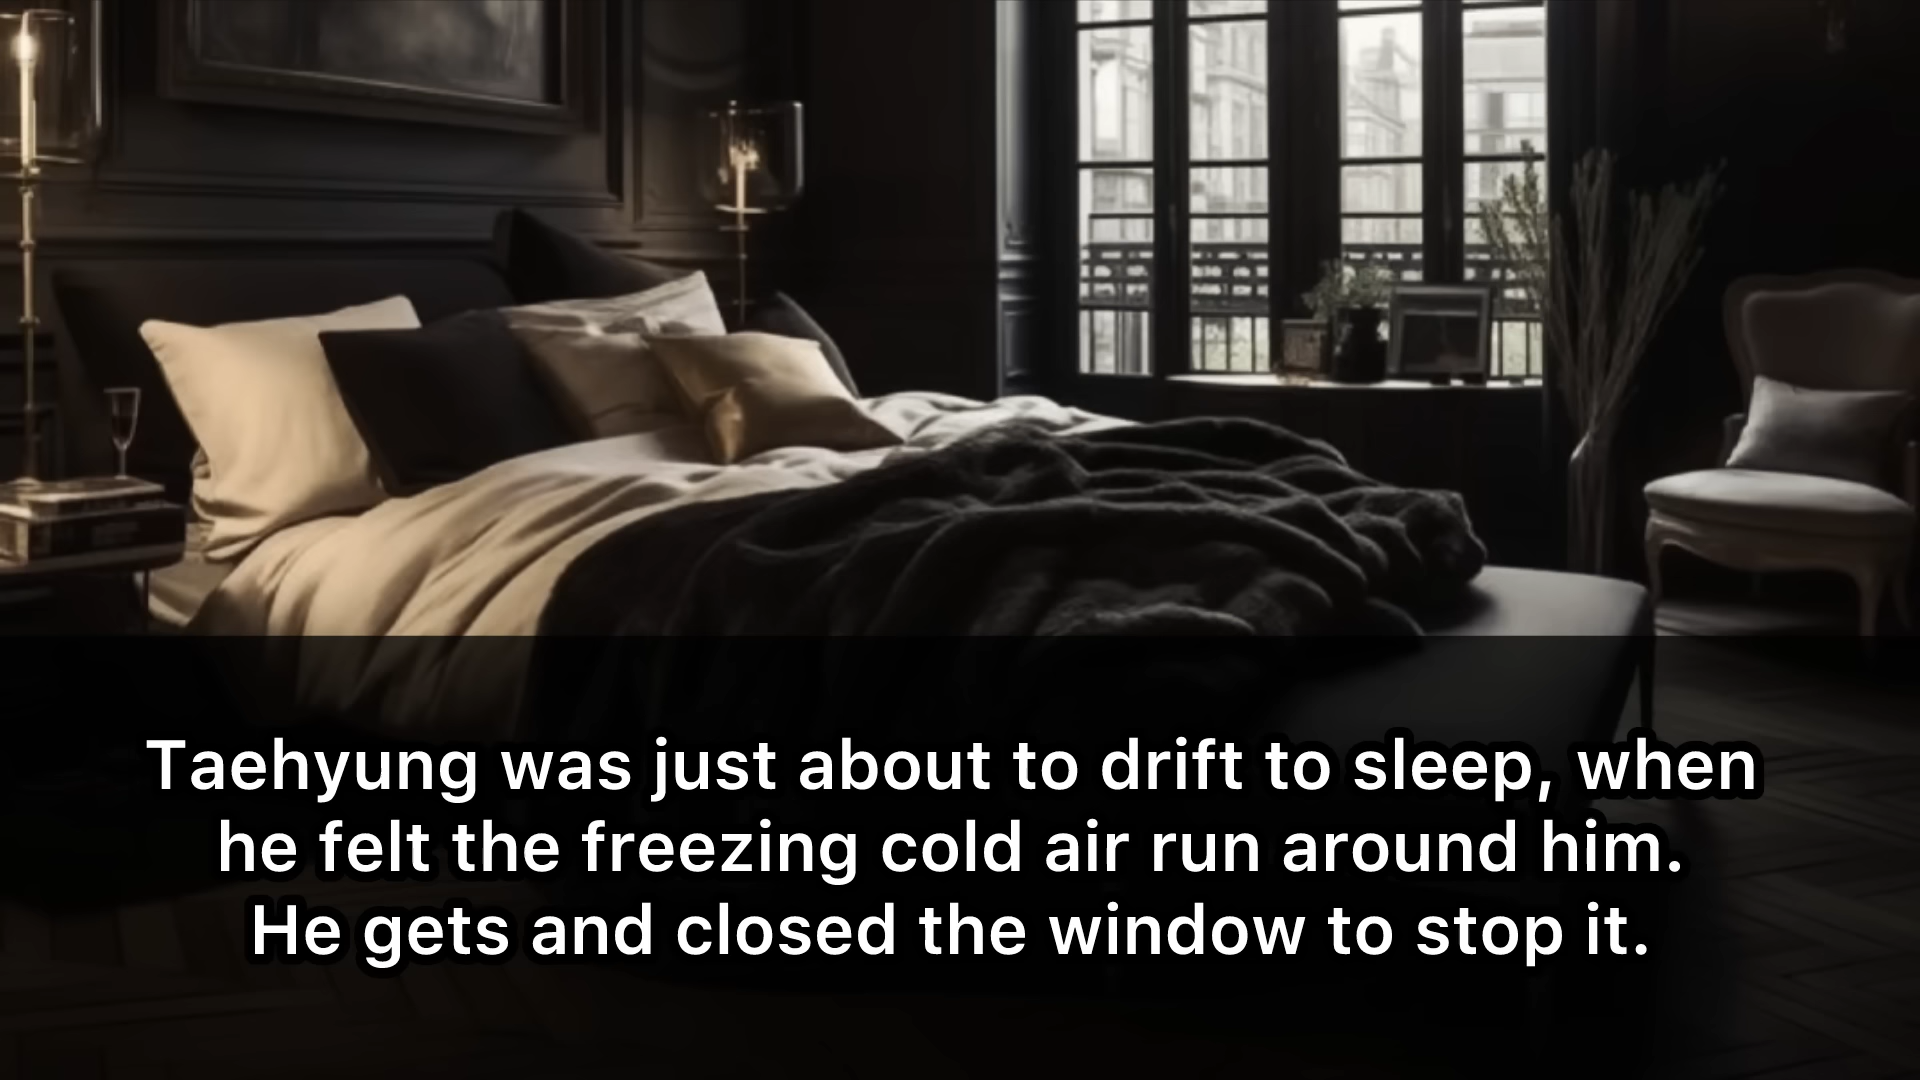 Taehyung was just about to drift to sleep, when
he felt the freezing cold air run around him.
He gets and closed the window to stop it.